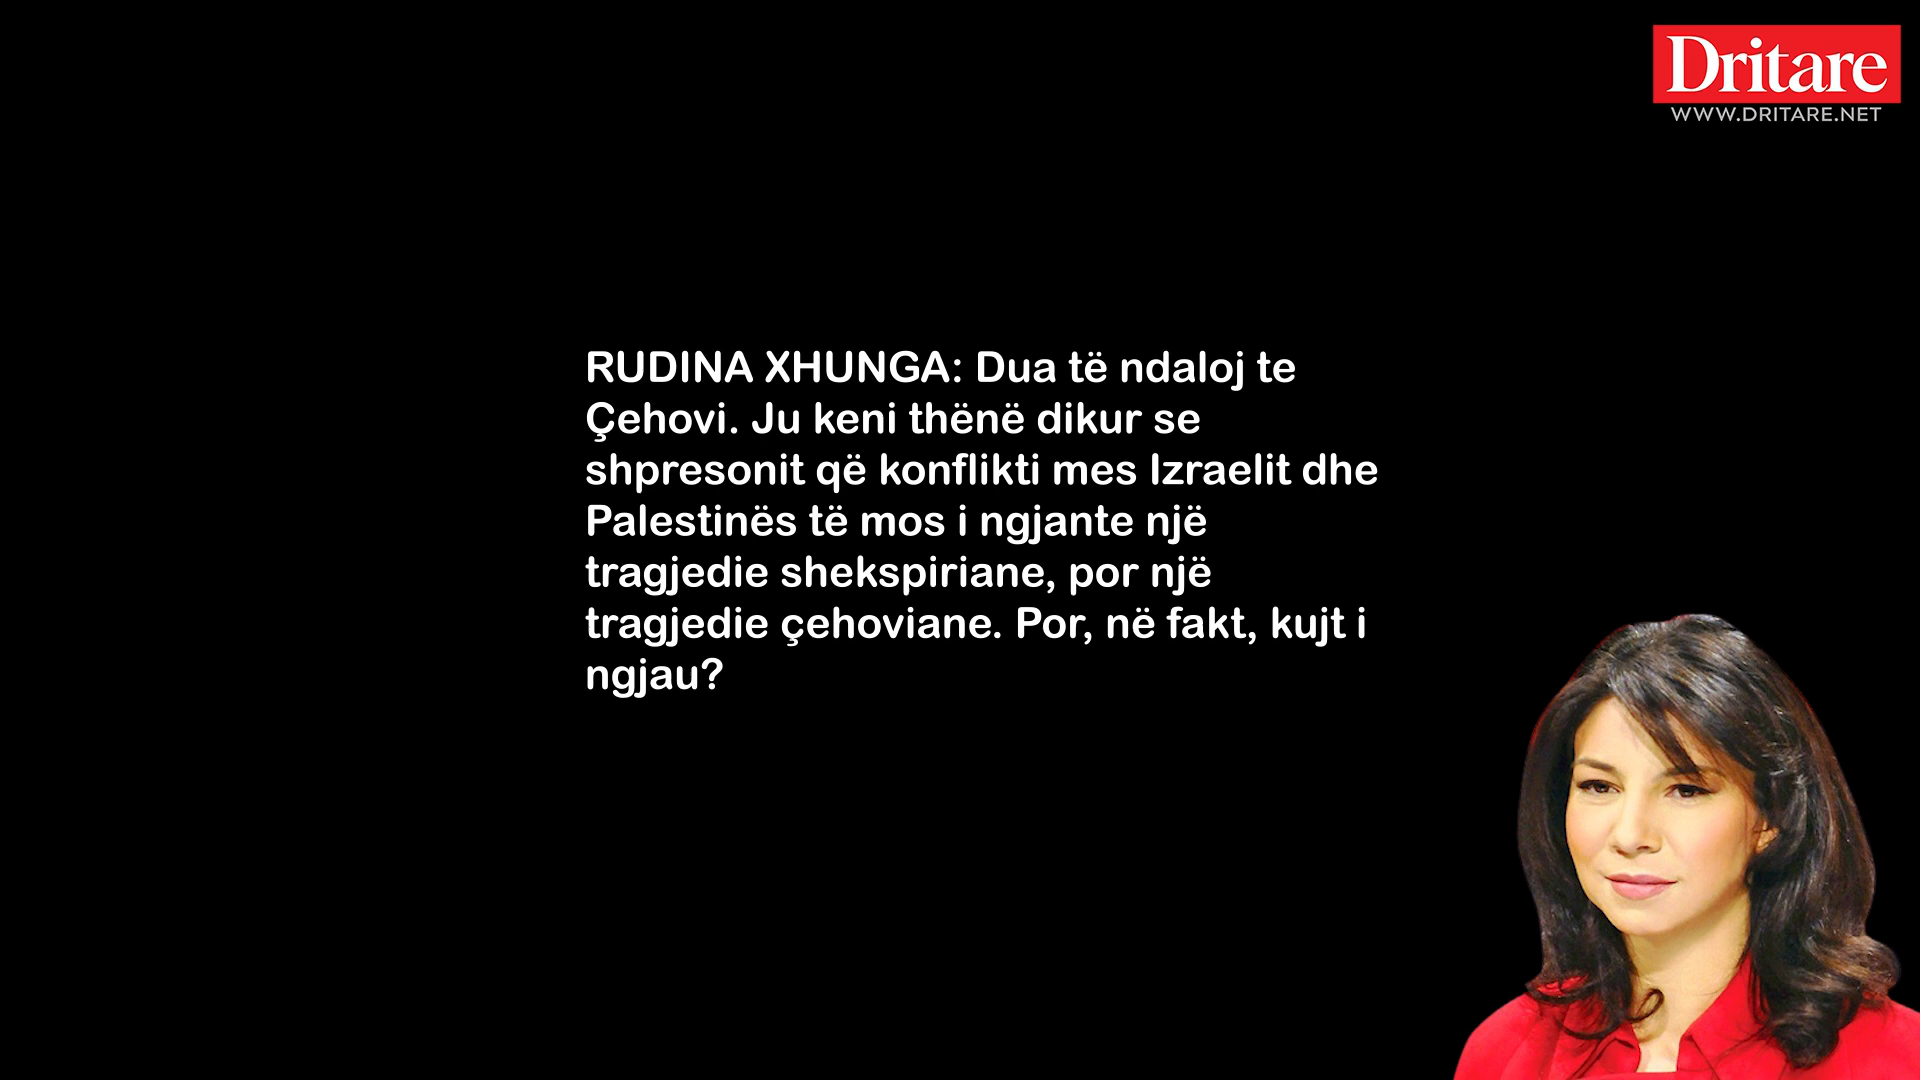 Dritare
WWW.DRITARE.NET
RUDINA XHUNGA: Dua të ndaloj te
Çehovi. Ju keni thënë dikur se
shpresonit që konflikti mes Izraelit dhe
Palestinës të mos i ngjante një
tragjedie shekspiriane, por një
tragjedie çehoviane. Por, në fakt, kujt i
ngjau?